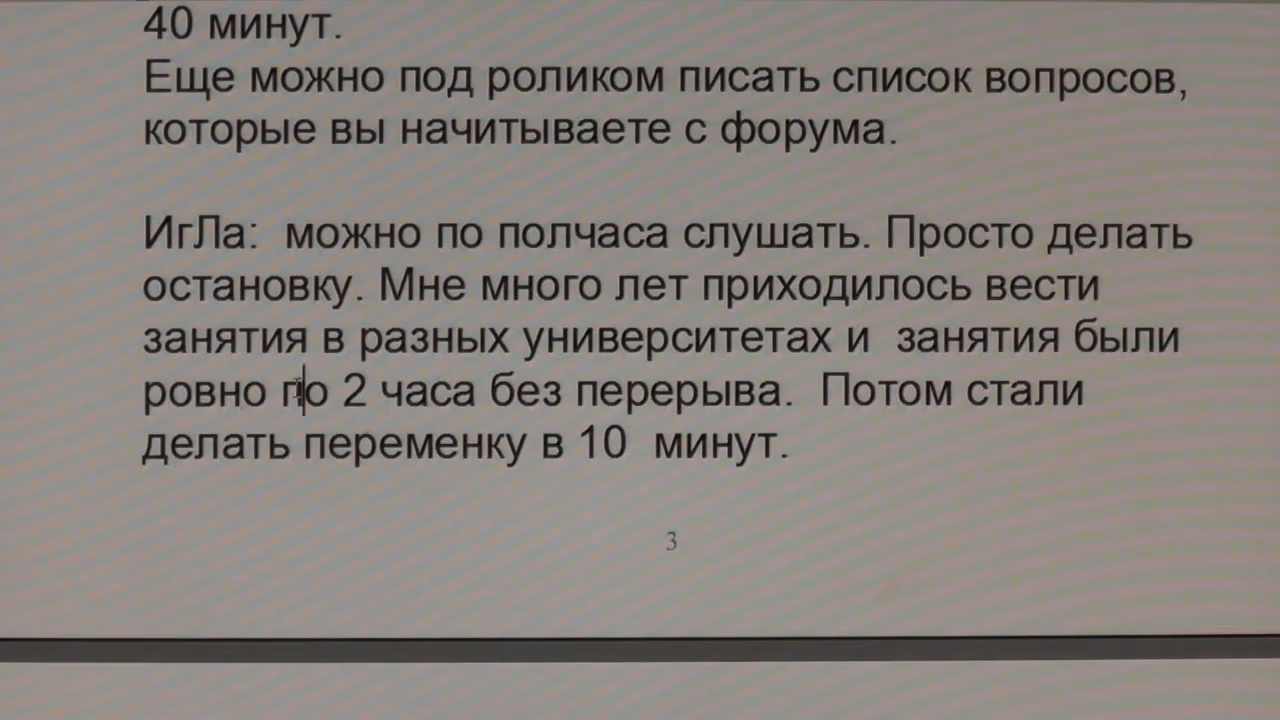 40 минут.
Еще можно под роликом писать список вопросов,
которые вы начитываете с форума.
ИгЛа:  можно по полчаса слушать. Просто делать
остановку. Мне много лет приходилось вести
занятия в разных университетах и  занятия были
ровно по 2 часа без перерыва.  Потом стали
делать переменку в 10  минут.
3